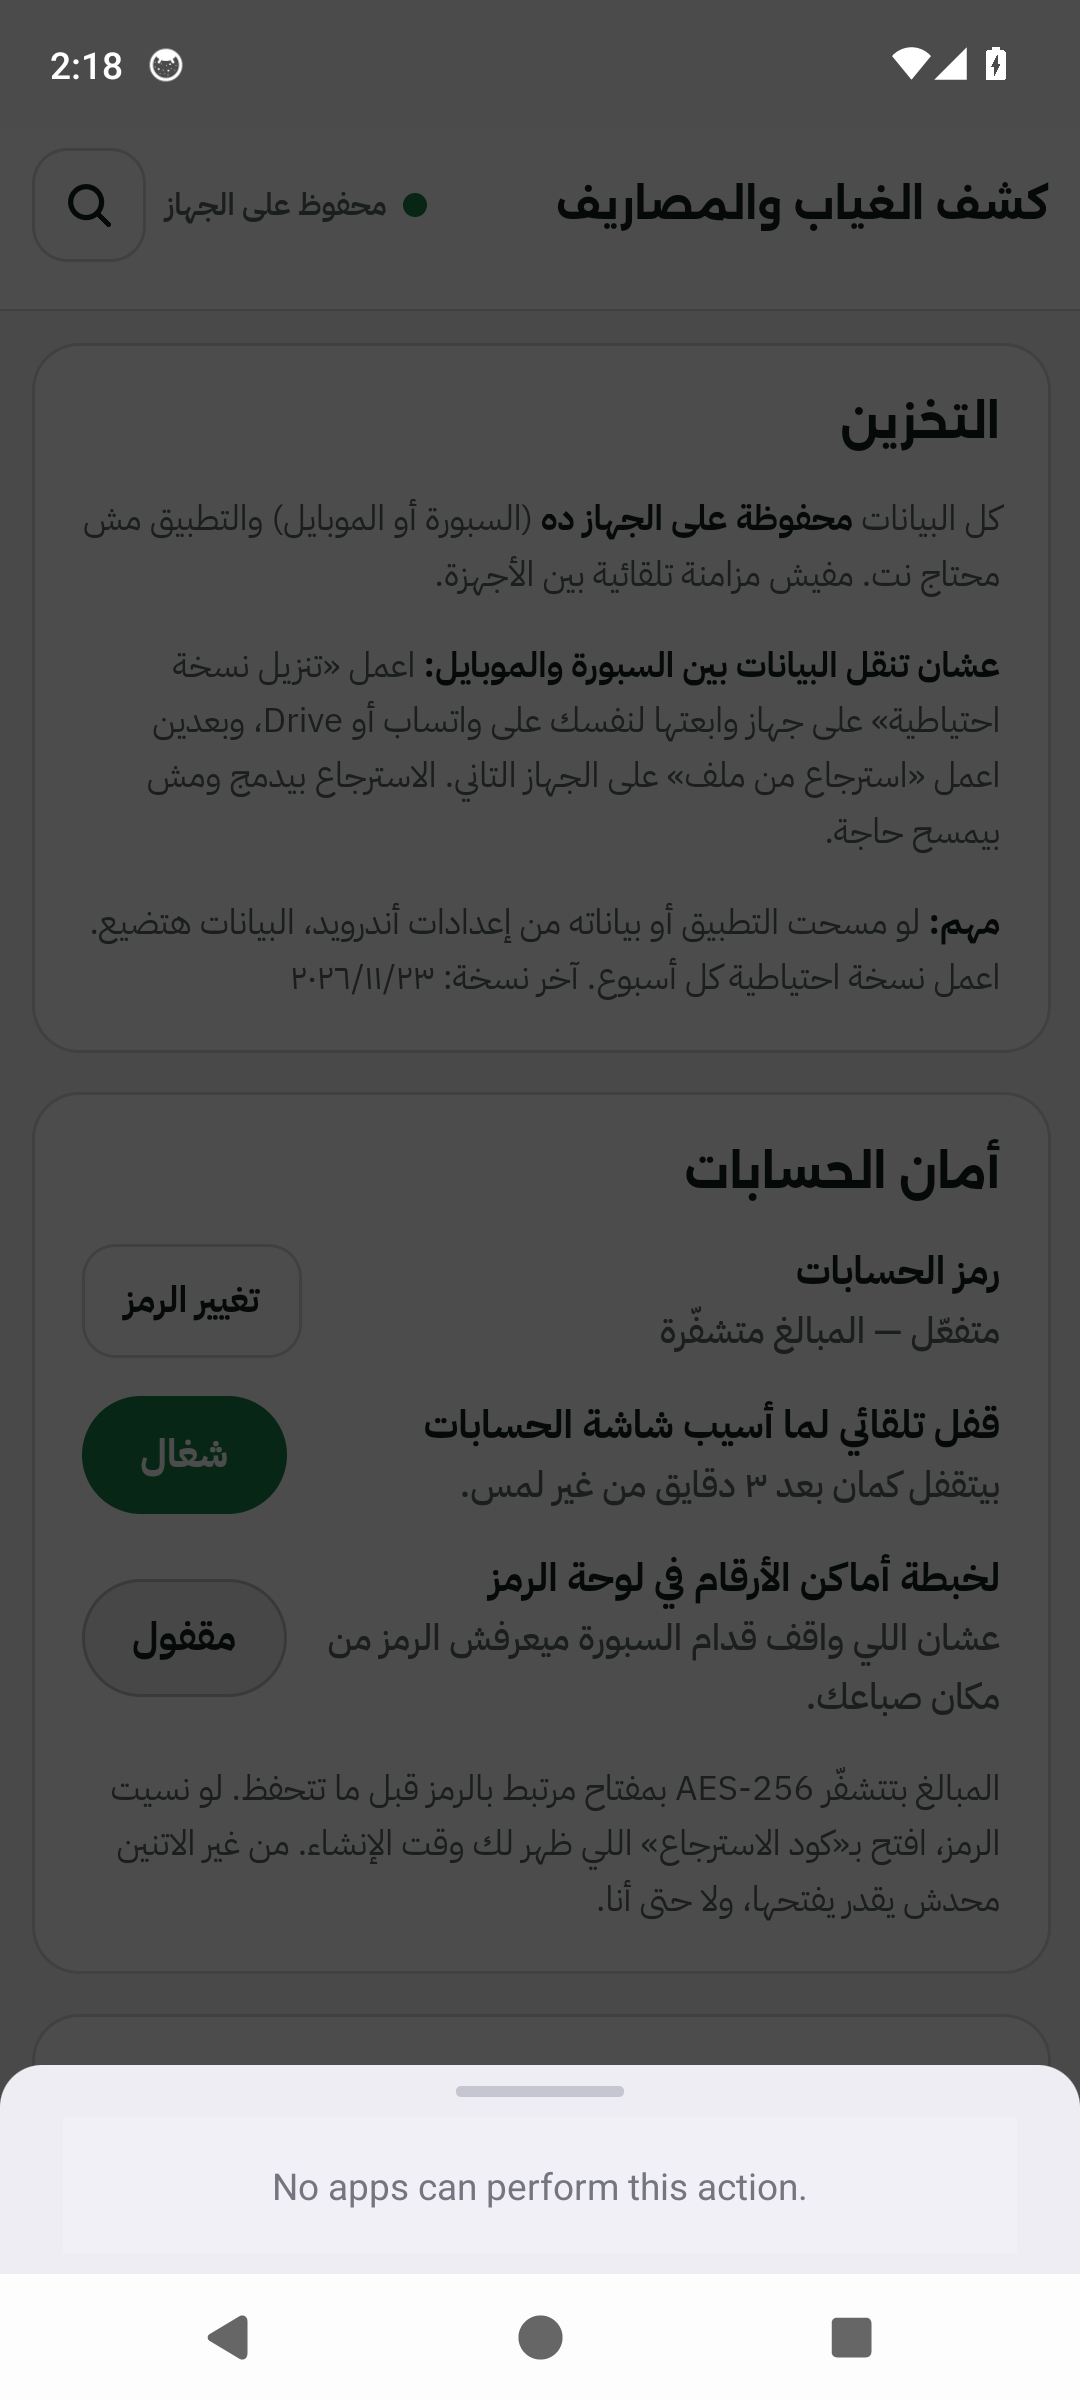 2:18
كشف الغياب والمصاريف
محفوظ على الجهاز
التخزين
كل البيانات محفوظة على الجهاز ده (السبورة أو الموبايل) والتطبيق مش
محتاج نت. مفيش مزامنة تلقائية بين الأجهزة.
عشان تنقل البيانات بين السبورة والموبايل: اعمل «تنزيل نسخة
احتياطية» على جهاز وابعتها لنفسك على واتساب أو Drive، وبعدين
اعمل «استرجاع من ملف» على الجهاز التاني. الاسترجاع بيدمج ومش
بيمسح حاجة.
مهم: لو مسحت التطبيق أو بياناته من إعدادات أندرويد، البيانات هتضيع.
اعمل نسخة احتياطية كل أسبوع. آخر نسخة: ٢٠٢٦/١١/٢٣
أمان الحسابات
رمز الحسابات
متفعّل — المبالغ متشفّرة
تغيير الرمز
قفل تلقائي لما أسيب شاشة الحسابات
بيتقفل كمان بعد ٣ دقايق من غير لمس.
شغال
لخبطة أماكن الأرقام في لوحة الرمز
عشان اللي واقف قدام السبورة ميعرفش الرمز من
مكان صباعك.
مقفول
المبالغ بتتشفّر AES-256 بمفتاح مرتبط بالرمز قبل ما تتحفظ. لو نسيت
الرمز، افتح بـ«كود الاسترجاع» اللي ظهر لك وقت الإنشاء. من غير الاتنين
محدش يقدر يفتحها، ولا حتى أنا.
No apps can perform this action.